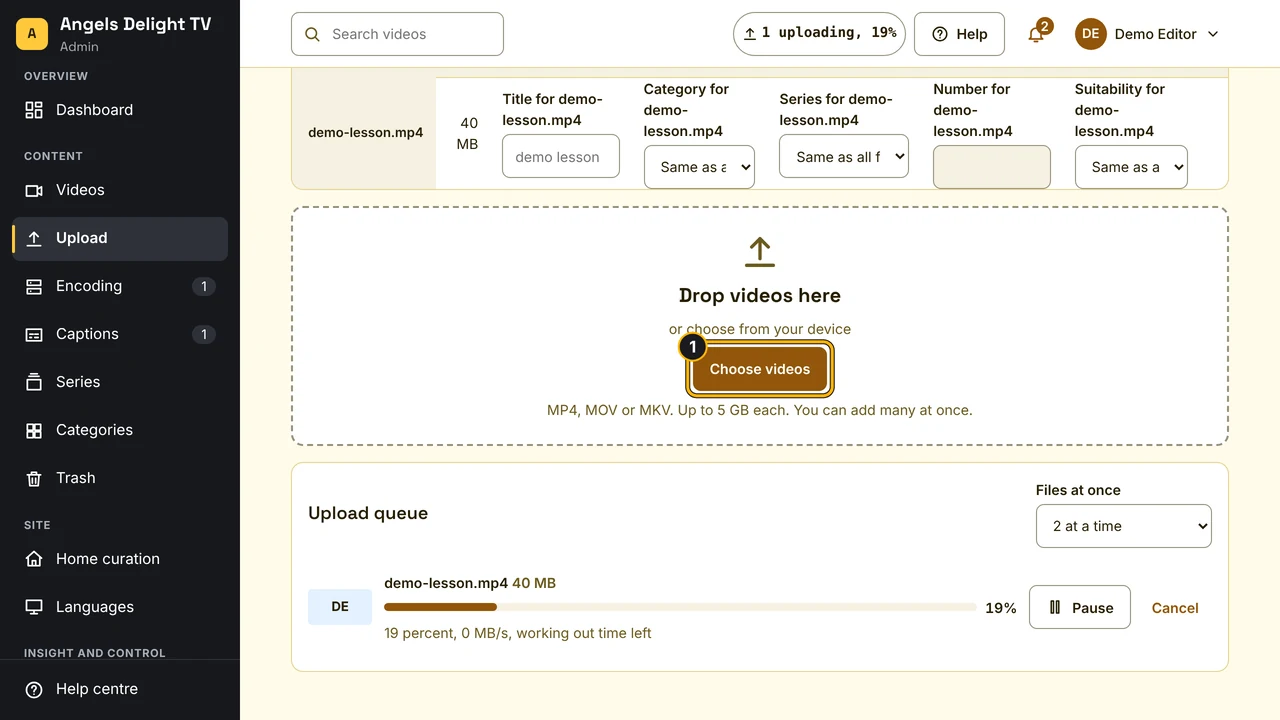 A
Angels Delight TV
Admin
OVERVIEW
Dashboard
CONTENT
Videos
Upload
Encoding 1
Captions 1
Series
Categories
Trash
SITE
Home curation
Languages
INSIGHT AND CONTROL
Help centre
Search videos
1 uploading, 19%
Help
2
DE
Demo Editor
demo-lesson.mp4
40
MB
Title for demo-
lesson.mp4
demo lesson
Category for
demo-
lesson.mp4
Same as
Series for demo-
lesson.mp4
Same as all f
Number for
demo-
lesson.mp4
Suitability for
demo-
lesson.mp4
Same as a
Drop videos here
or choose from your device
1
Choose videos
MP4, MOV or MKV. Up to 5 GB each. You can add many at once.
Upload queue
Files at once
2 at a time
DE
demo-lesson.mp4 40 MB
19%
19 percent, 0 MB/s, working out time left
Pause
Cancel